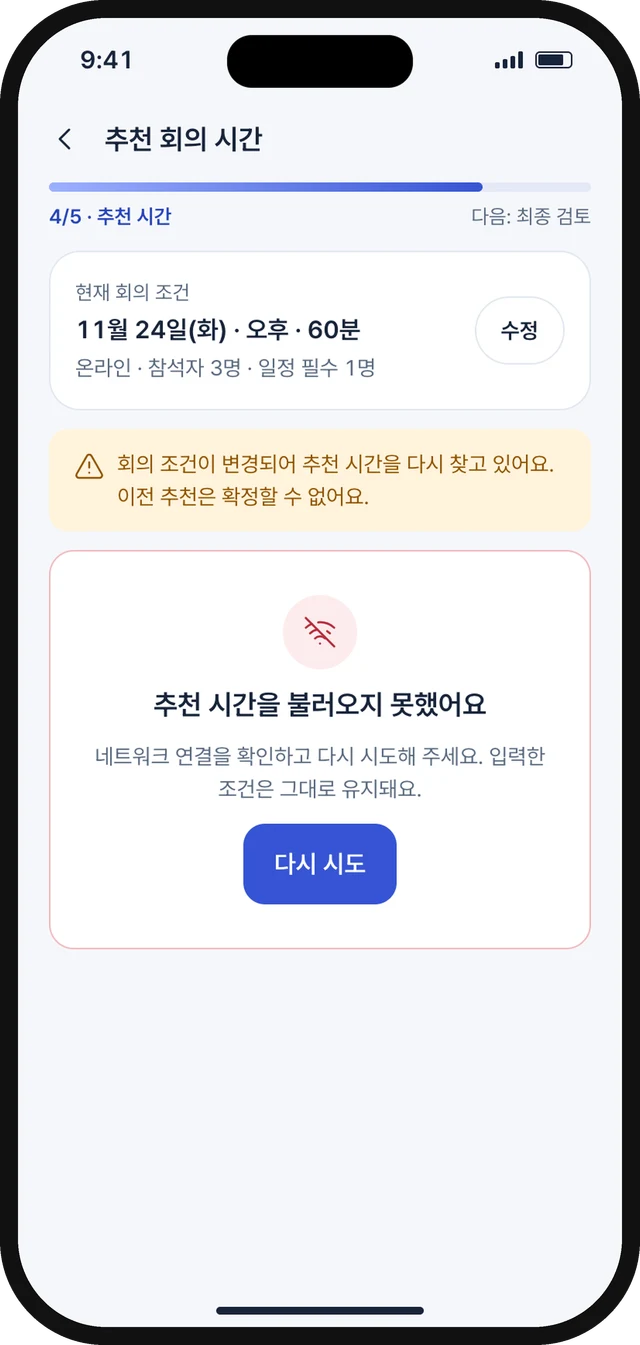 9:41
추천 회의 시간
4/5 · 추천 시간
다음: 최종 검토
현재 회의 조건
11월 24일(화) · 오후 · 60분
온라인 · 참석자 3명 · 일정 필수 1명
수정
회의 조건이 변경되어 추천 시간을 다시 찾고 있어요.
이전 추천은 확정할 수 없어요.
추천 시간을 불러오지 못했어요
네트워크 연결을 확인하고 다시 시도해 주세요. 입력한
조건은 그대로 유지돼요.
다시 시도